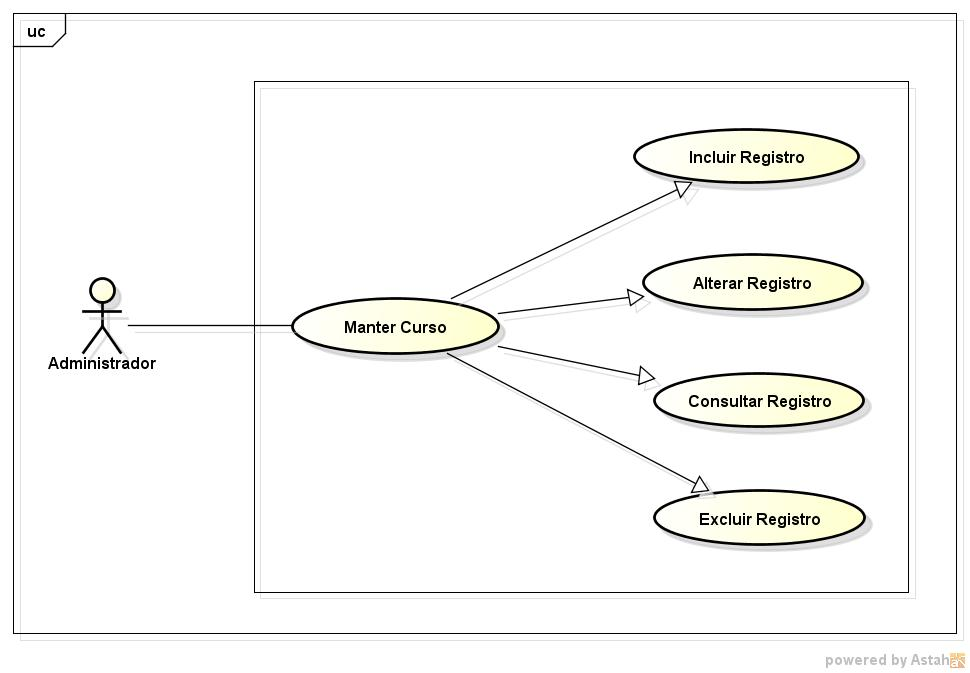 uc
Incluir Registro
Alterar Registro
Manter Curso
Administrador
Consultar Registro
Excluir Registro
powered by Astah